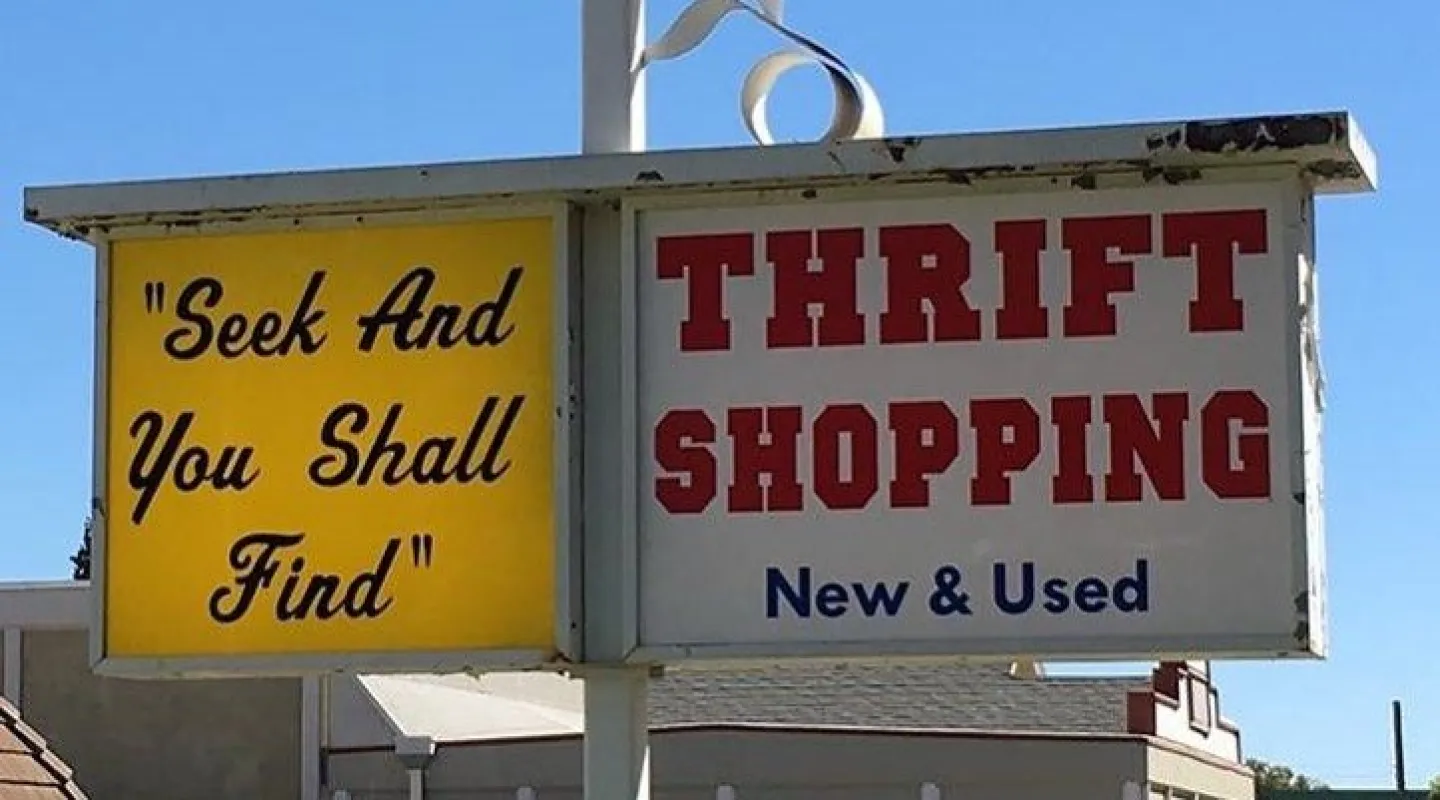 "Seek And
You Shall
Find"
THRIFT
SHOPPING
New & Used